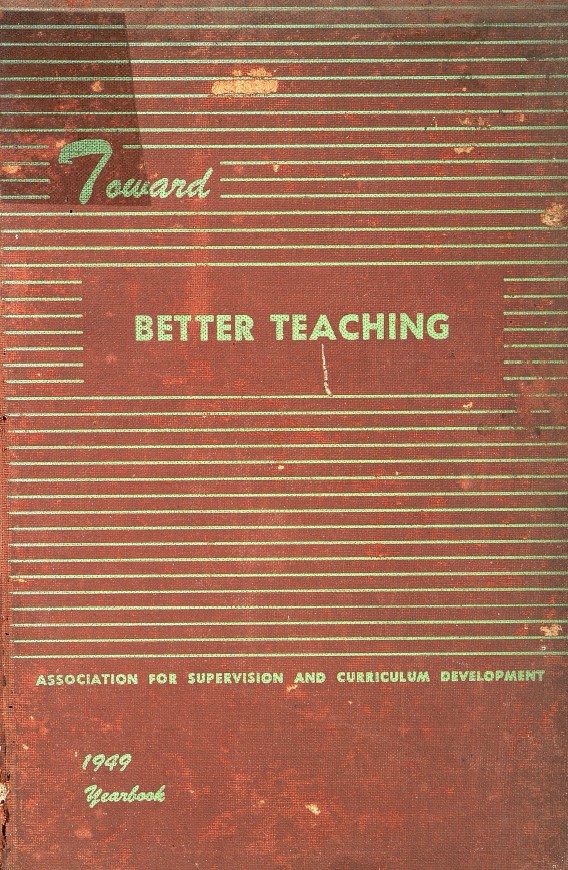 Toward
BETTER TEACHING
ASSOCIATION FOR SUPERVISION AND CURRICULUM DEVELOPMENT
1949
Yearbook